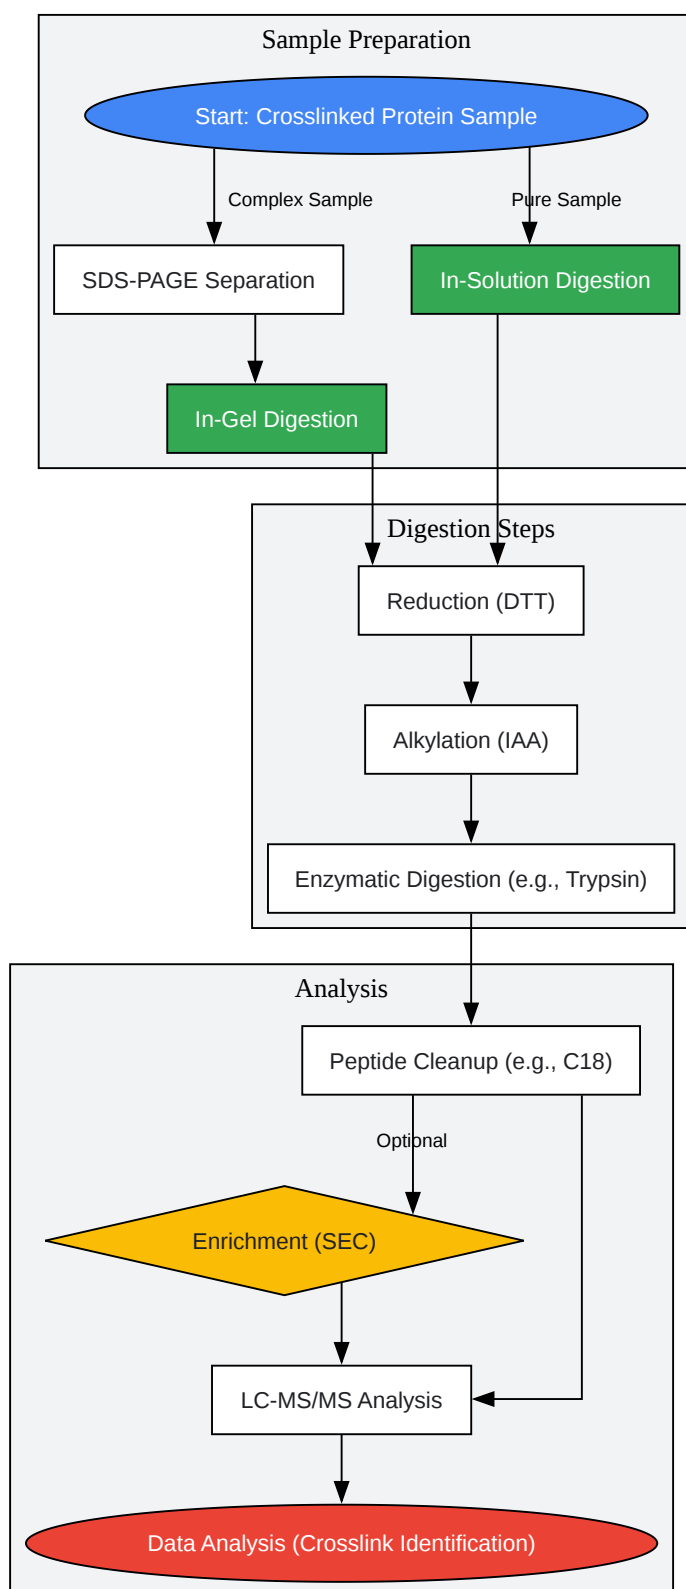 Sample Preparation
Start: Crosslinked Protein Sample
Complex Sample
Pure Sample
SDS-PAGE Separation
In-Solution Digestion
In-Gel Digestion
Digestion Steps
Reduction (DTT)
Alkylation (IAA)
Enzymatic Digestion (e.g., Trypsin)
Analysis
Peptide Cleanup (e.g., C18)
Optional
Enrichment (SEC)
LC-MS/MS Analysis
Data Analysis (Crosslink Identification)